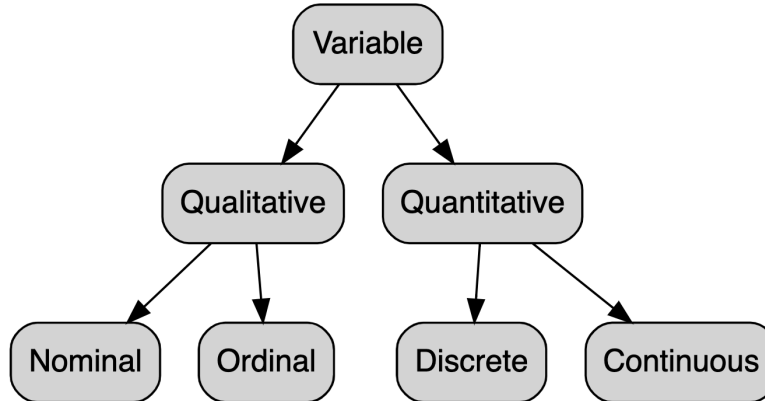 Variable
Qualitative
Quantitative
Nominal
Ordinal
Discrete
Continuous